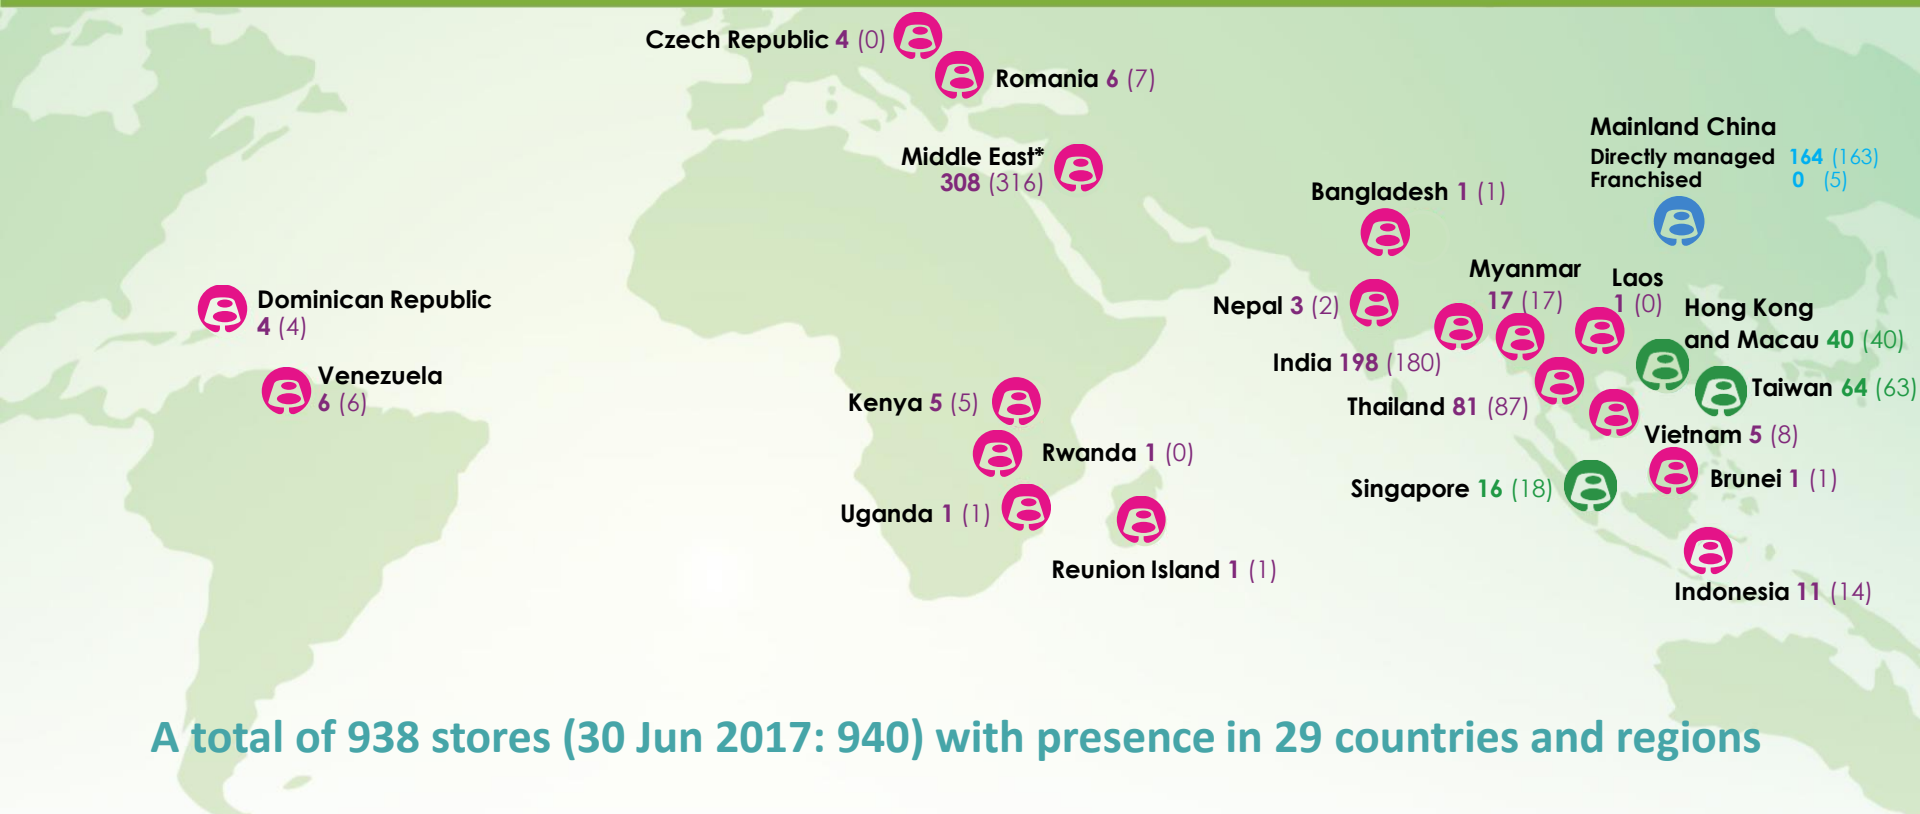 Czech Republic 4 (0)
Romania 6 (7)
Mainland China
Directly managed 164 (163)
Franchised 0 (5)
Middle East*
308 (316)
Bangladesh 1 (1)
Myanmar
17 (17)
Laos
1 (0)
Dominican Republic
4 (4)
Nepal 3 (2)
Hong Kong
and Macau 40 (40)
India 198 (180)
Venezuela
6 (6)
Taiwan 64 (63)
Kenya 5 (5)
Thailand 81 (87)
Vietnam 5 (8)
Rwanda 1 (0)
Brunei 1 (1)
Singapore 16 (18)
Uganda 1 (1)
Reunion Island 1 (1)
Indonesia 11 (14)
A total of 938 stores (30 Jun 2017: 940) with presence in 29 countries and regions